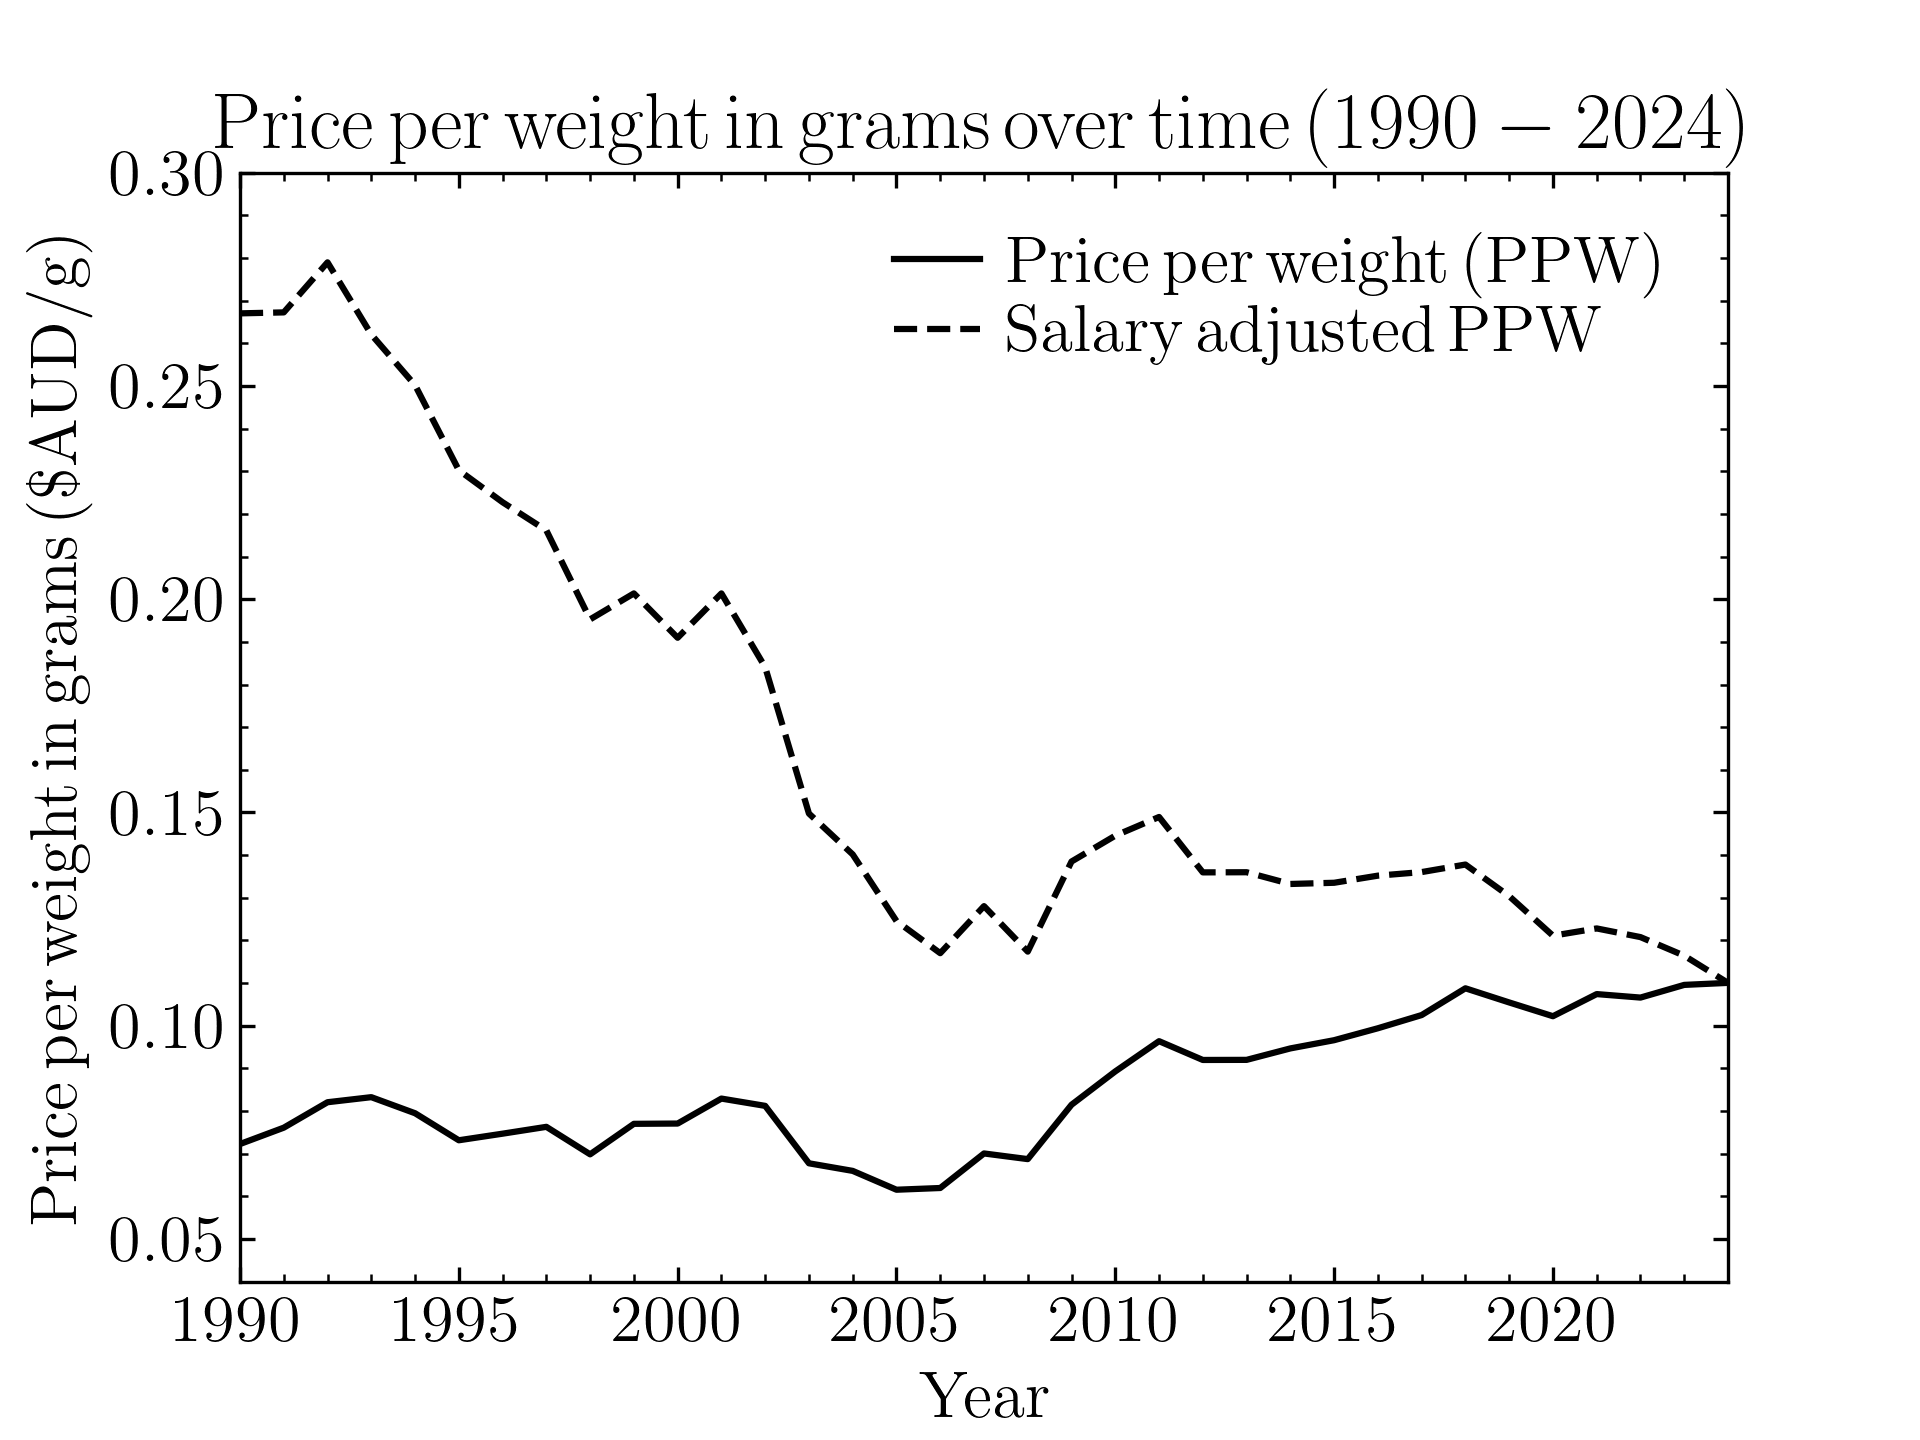 Price per weight in grams over time (1990 − 2024)
Price per weight in grams ($AUD/g)
0.30
0.25
0.20
0.15
0.10
0.05
Price per weight (PPW)
Salary adjusted PPW
1990 1995 2000 2005 2010 2015 2020
Year